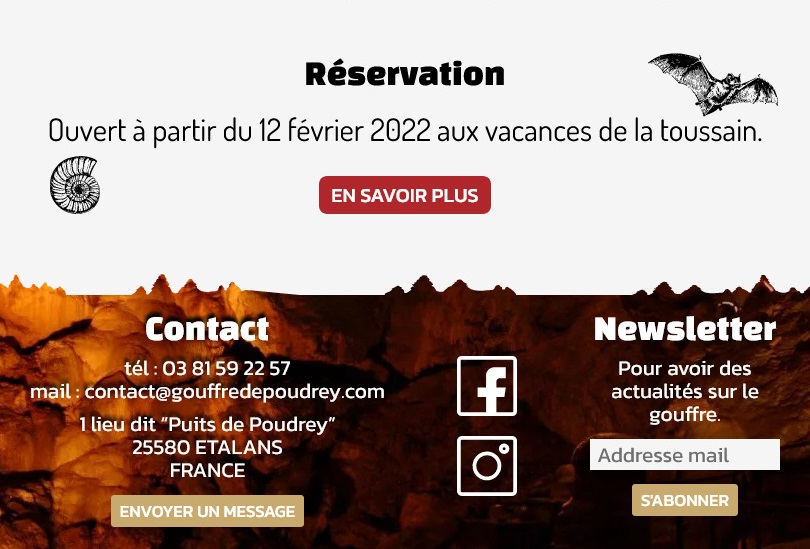 Réservation
Ouvert à partir du 12 février 2022 aux vacances de la toussain.
EN SAVOIR PLUS
Contact
tél : 03 81 59 22 57
mail : contact@gouffredepoudrey.com
1 lieu dit “Puits de Poudrey”
25580 ETALANS
FRANCE
ENVOYER UN MESSAGE
Newsletter
Pour avoir des
actualités sur le
gouffre.
Addresse mail
S'ABONNER